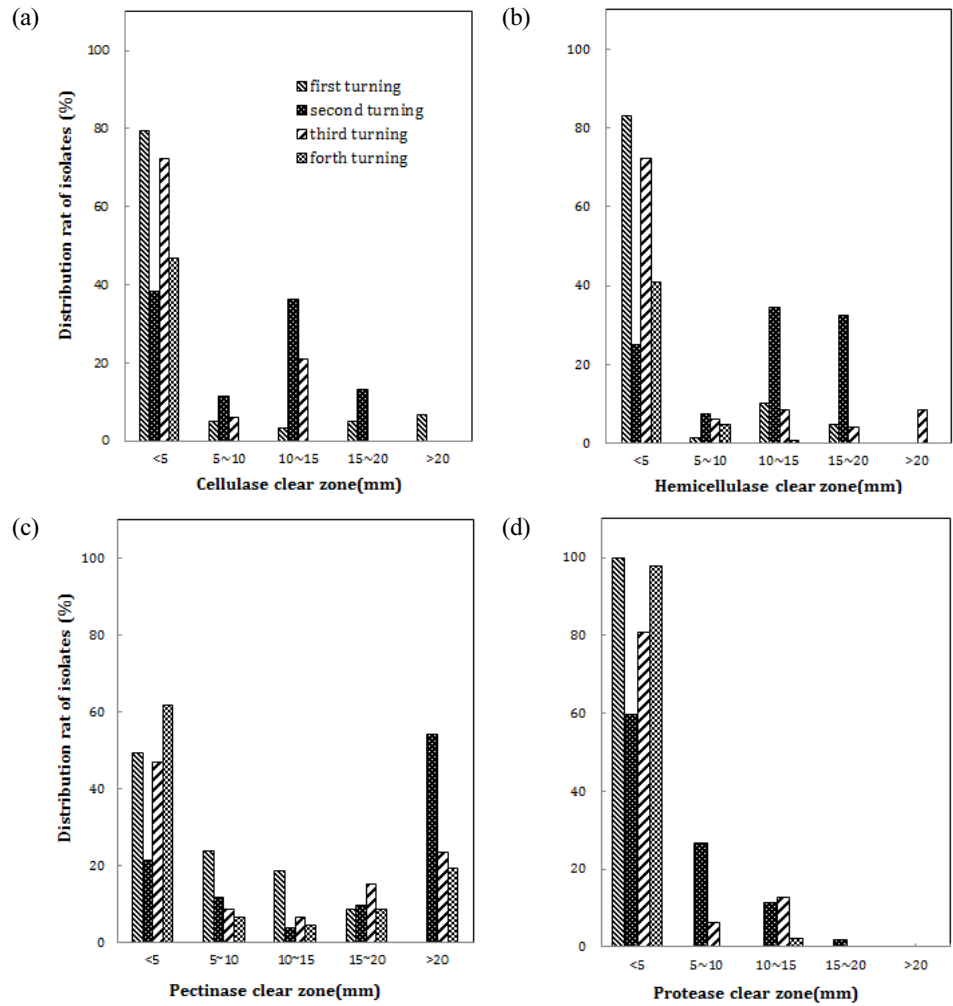 (a)
Distribution rat of isolates (%)
100
80
60
40
20
0
first turning
second turning
third turning
forth turning
<5 5~10 10~15 15~20 >20
Cellulase clear zone(mm)
(b)
100
80
60
40
20
0
<5 5~10 10~15 15~20 >20
Hemicellulase clear zone(mm)
(c)
Distribution rat of isolates (%)
100
80
60
40
20
0
<5 5~10 10~15 15~20 >20
Pectinase clear zone(mm)
(d)
100
80
60
40
20
0
<5 5~10 10~15 15~20 >20
Protease clear zone(mm)